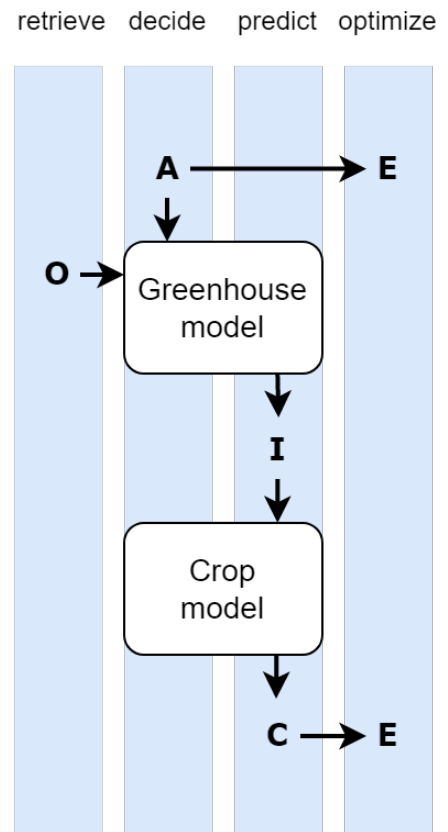 retrieve decide predict optimize
A E
O
Greenhouse
model
I
Crop
model
C E